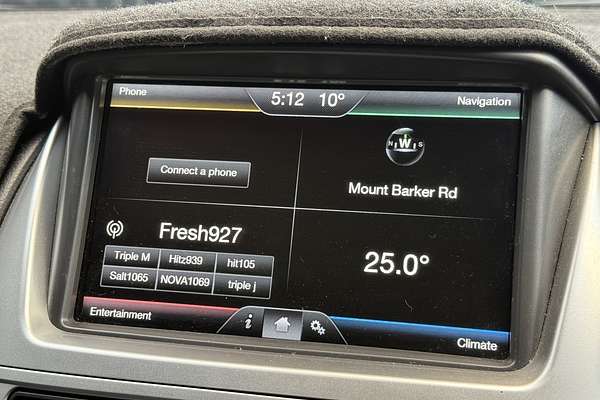 Phone
5:12 10°
Navigation
Connect a phone
N W S
Mount Barker Rd
Fresh927
Triple M Hitz939 hit105
Salt1065 NOVA1069 triple j
25.0°
Entertainment
i
Climate